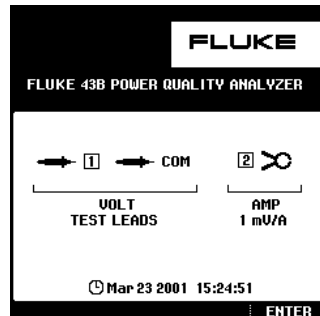 FLUKE
FLUKE 43B POWER QUALITY ANALYZER
1 COM 2
VOLT AMP
TEST LEADS 1 mV/A
Mar 23 2001 15:24:51
ENTER